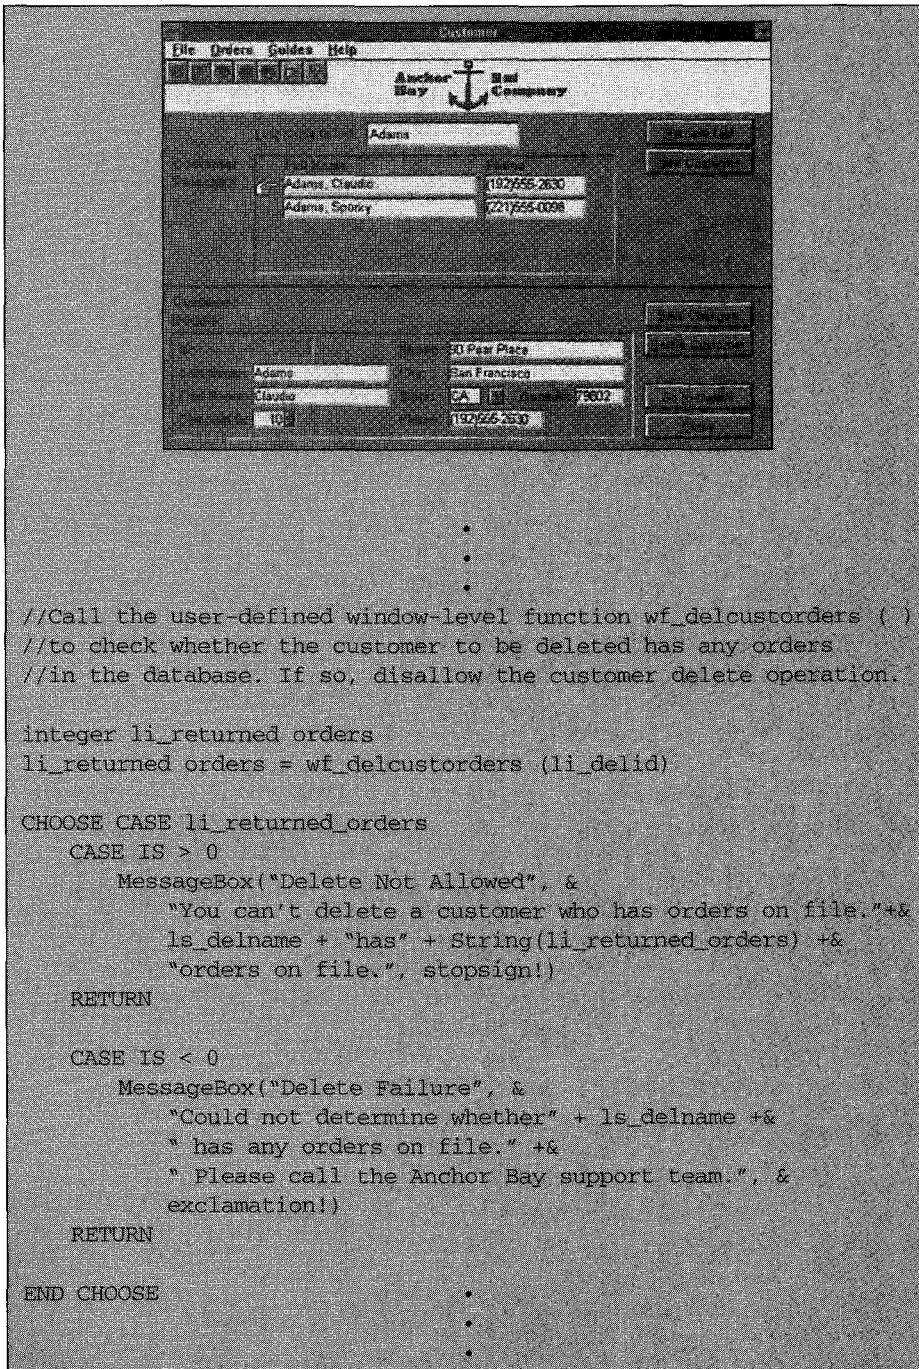 Customer
File Orders Guides Help
Anchor Bay Nut Company
Adams
Adams, Claudio (192)555-2630
Adams, Sporky (221)555-0098
50 Pear Place
Adams San Francisco
Claudio CA 79802
10 (192)555-2630
//Call the user-defined window-level function wf_delcustorders ( )
//to check whether the customer to be deleted has any orders
//in the database. If so, disallow the customer delete operation.
integer li_returned orders
li_returned orders = wf_delcustorders (li_delid)
CHOOSE CASE li_returned_orders
CASE IS > 0
MessageBox("Delete Not Allowed", &
"You can't delete a customer who has orders on file."+&
ls_delname + "has" + String(li_returned_orders) +&
"orders on file.", stopsign!)
RETURN
CASE IS < 0
MessageBox("Delete Failure", &
"Could not determine whether" + ls_delname +&
" has any orders on file." +&
" Please call the Anchor Bay support team.", &
exclamation!)
RETURN
END CHOOSE